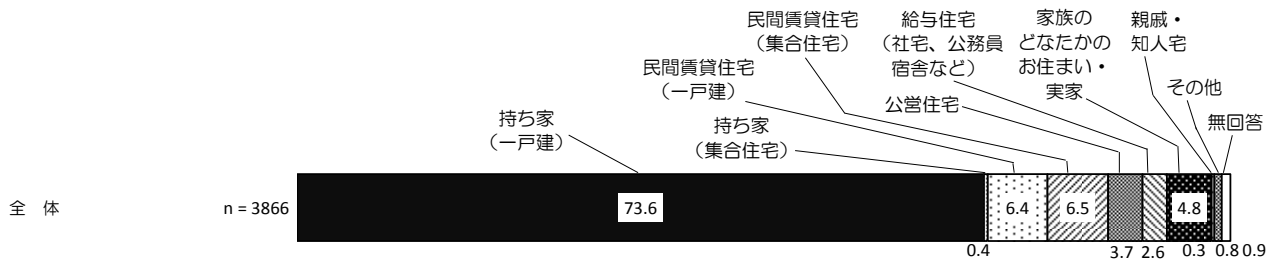 民間賃貸住宅
（集合住宅）
給与住宅
（社宅、公務員
宿舎など）
家族の
どなたかの
お住まい・
実家
親戚・
知人宅
民間賃貸住宅
（一戸建）
公営住宅
その他
持ち家
（一戸建）
持ち家
（集合住宅）
無回答
全　体
n = 3866
73.6
6.4
6.5
4.8
0.4
3.7
2.6
0.3
0.8
0.9